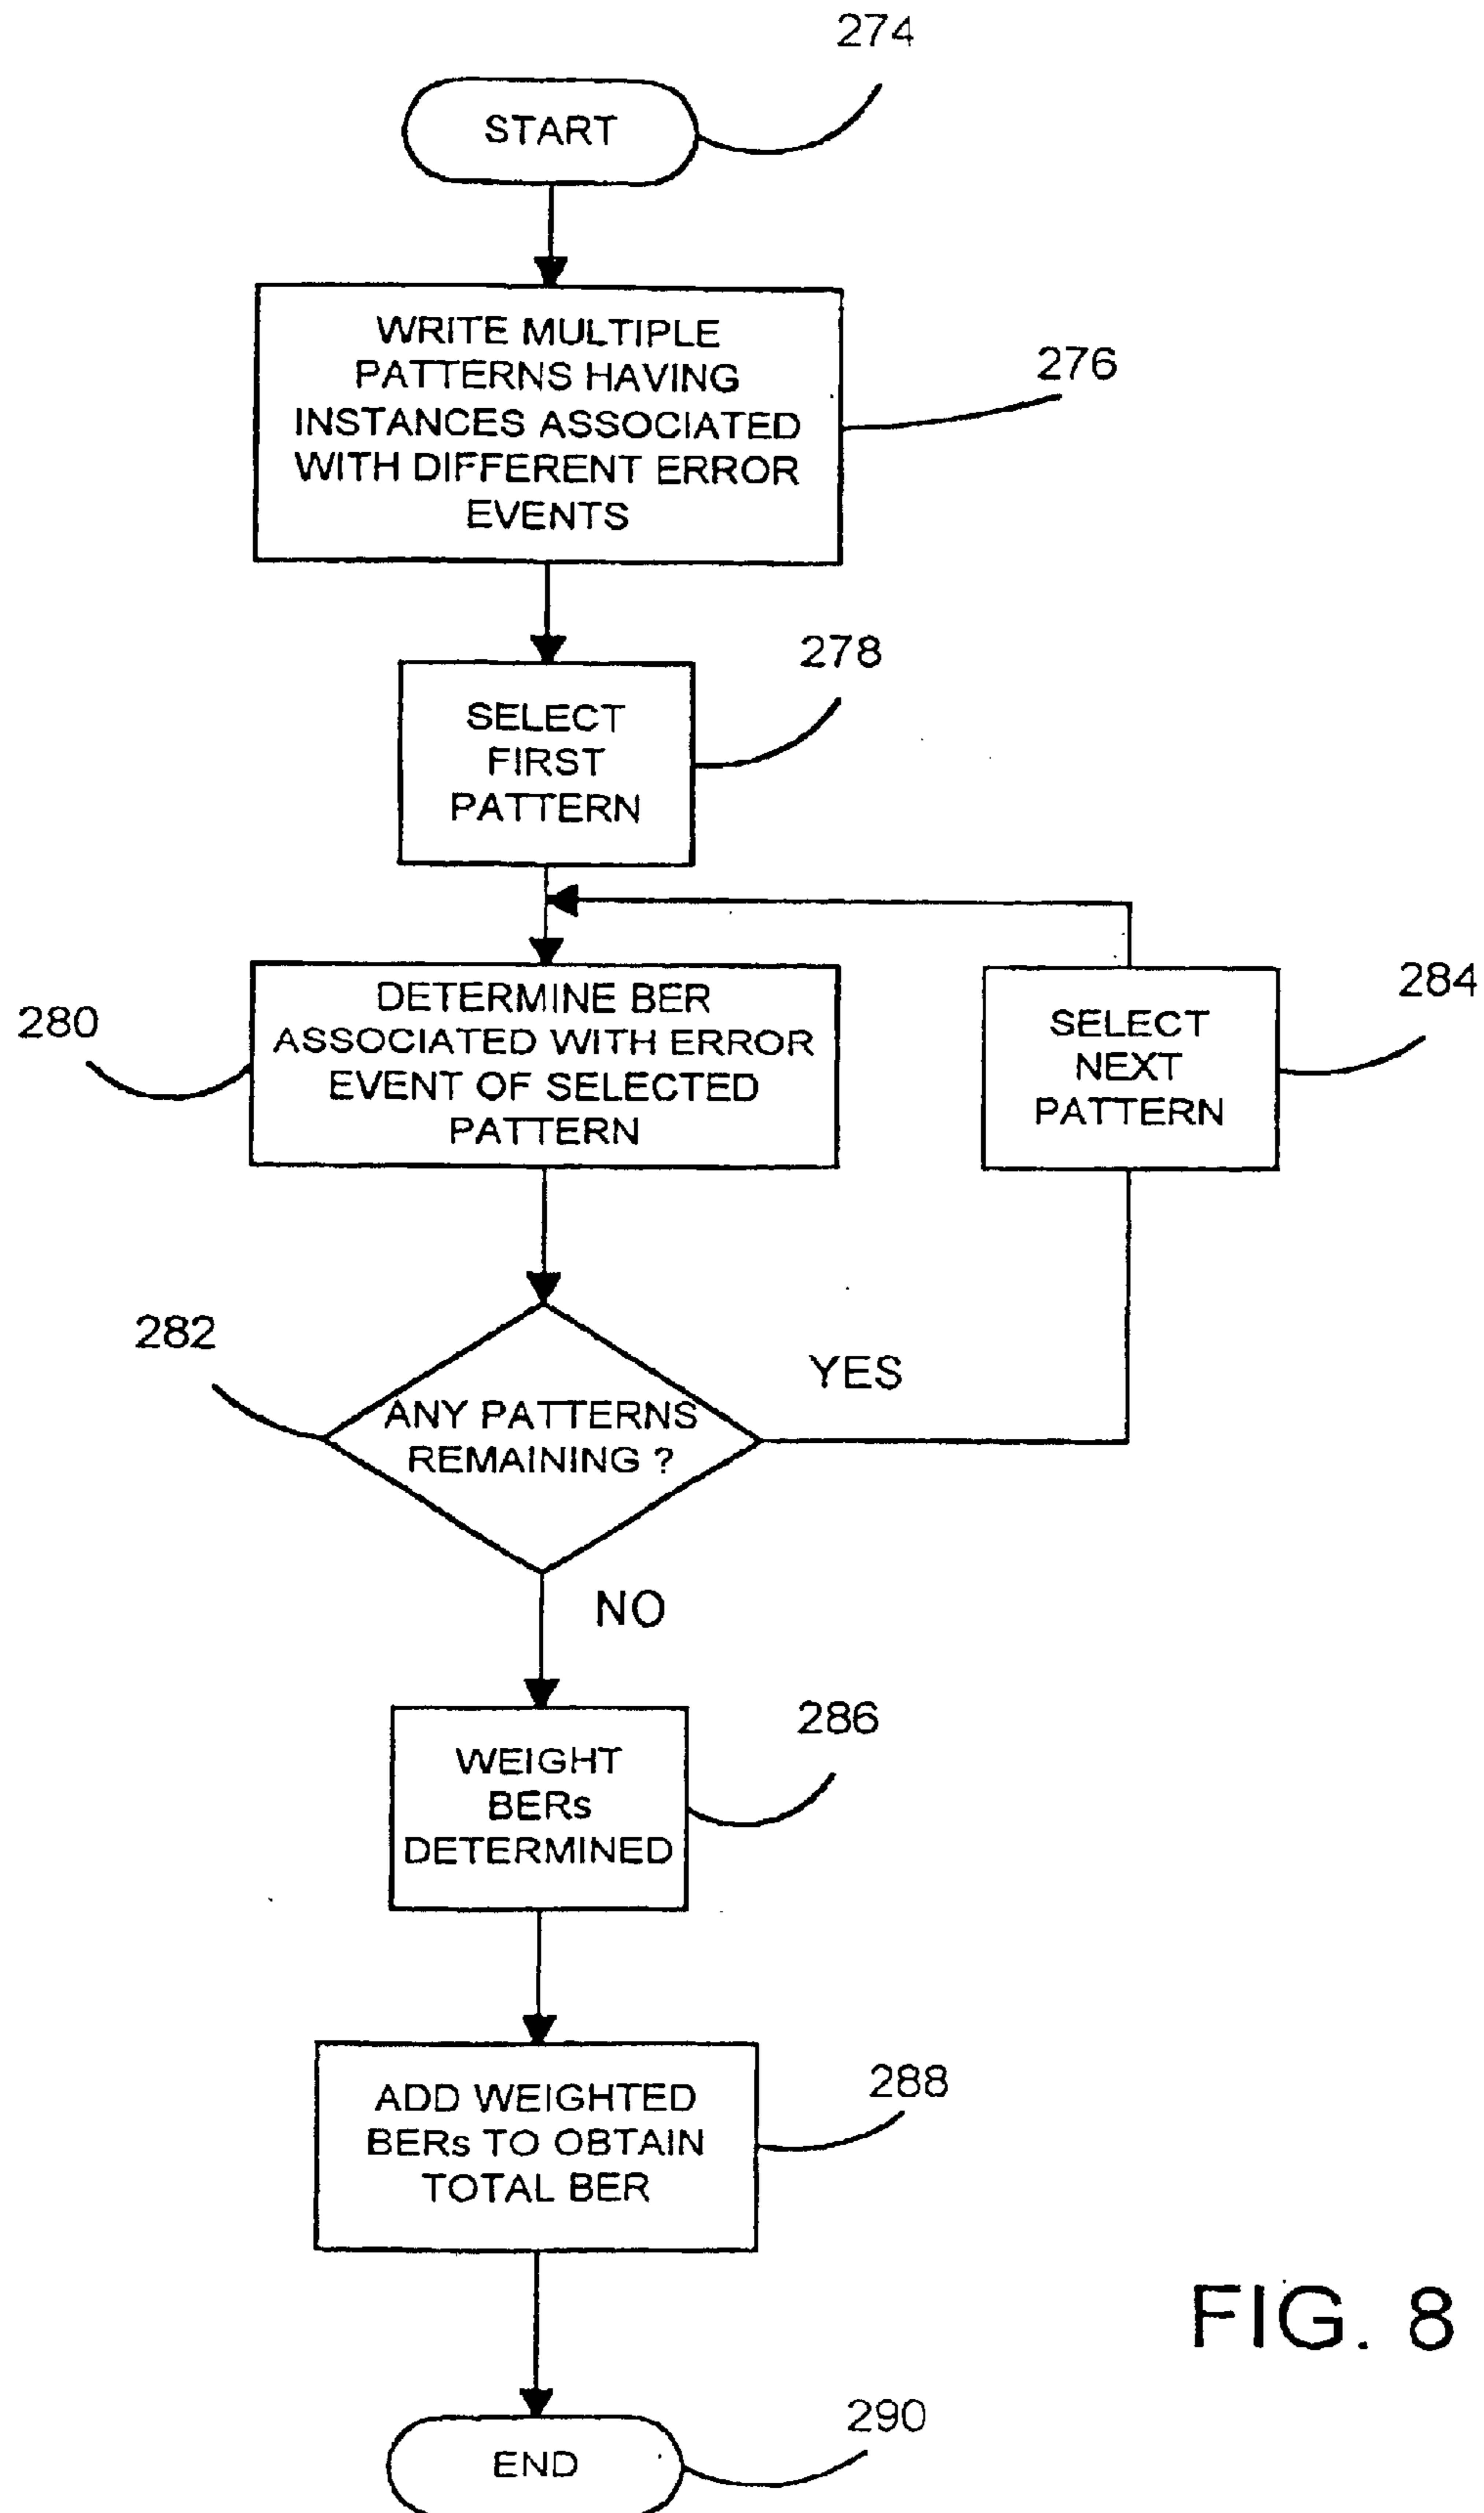 274
START
WRITE MULTIPLE
PATTERNS HAVING
INSTANCES ASSOCIATED
WITH DIFFERENT ERROR
EVENTS
276
278
SELECT
FIRST
PATTERN
280
DETERMINE BER
ASSOCIATED WITH ERROR
EVENT OF SELECTED
PATTERN
284
SELECT
NEXT
PATTERN
282
ANY PATTERNS
REMAINING ?
YES
NO
286
WEIGHT
BERs
DETERMINED
288
ADD WEIGHTED
BERs TO OBTAIN
TOTAL BER
290
END
FIG. 8